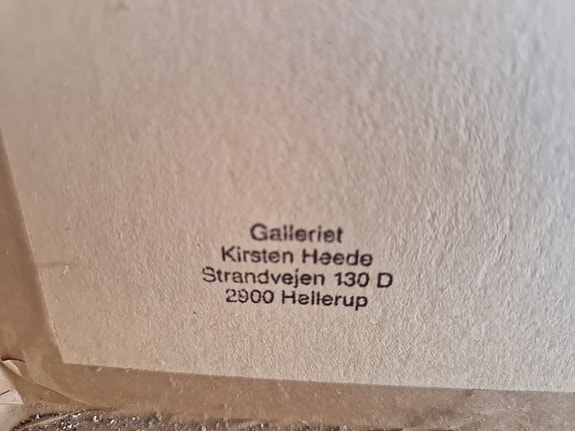 Galleriet
Kirsten Heede
Strandvejen 130 D
2900 Hellerup